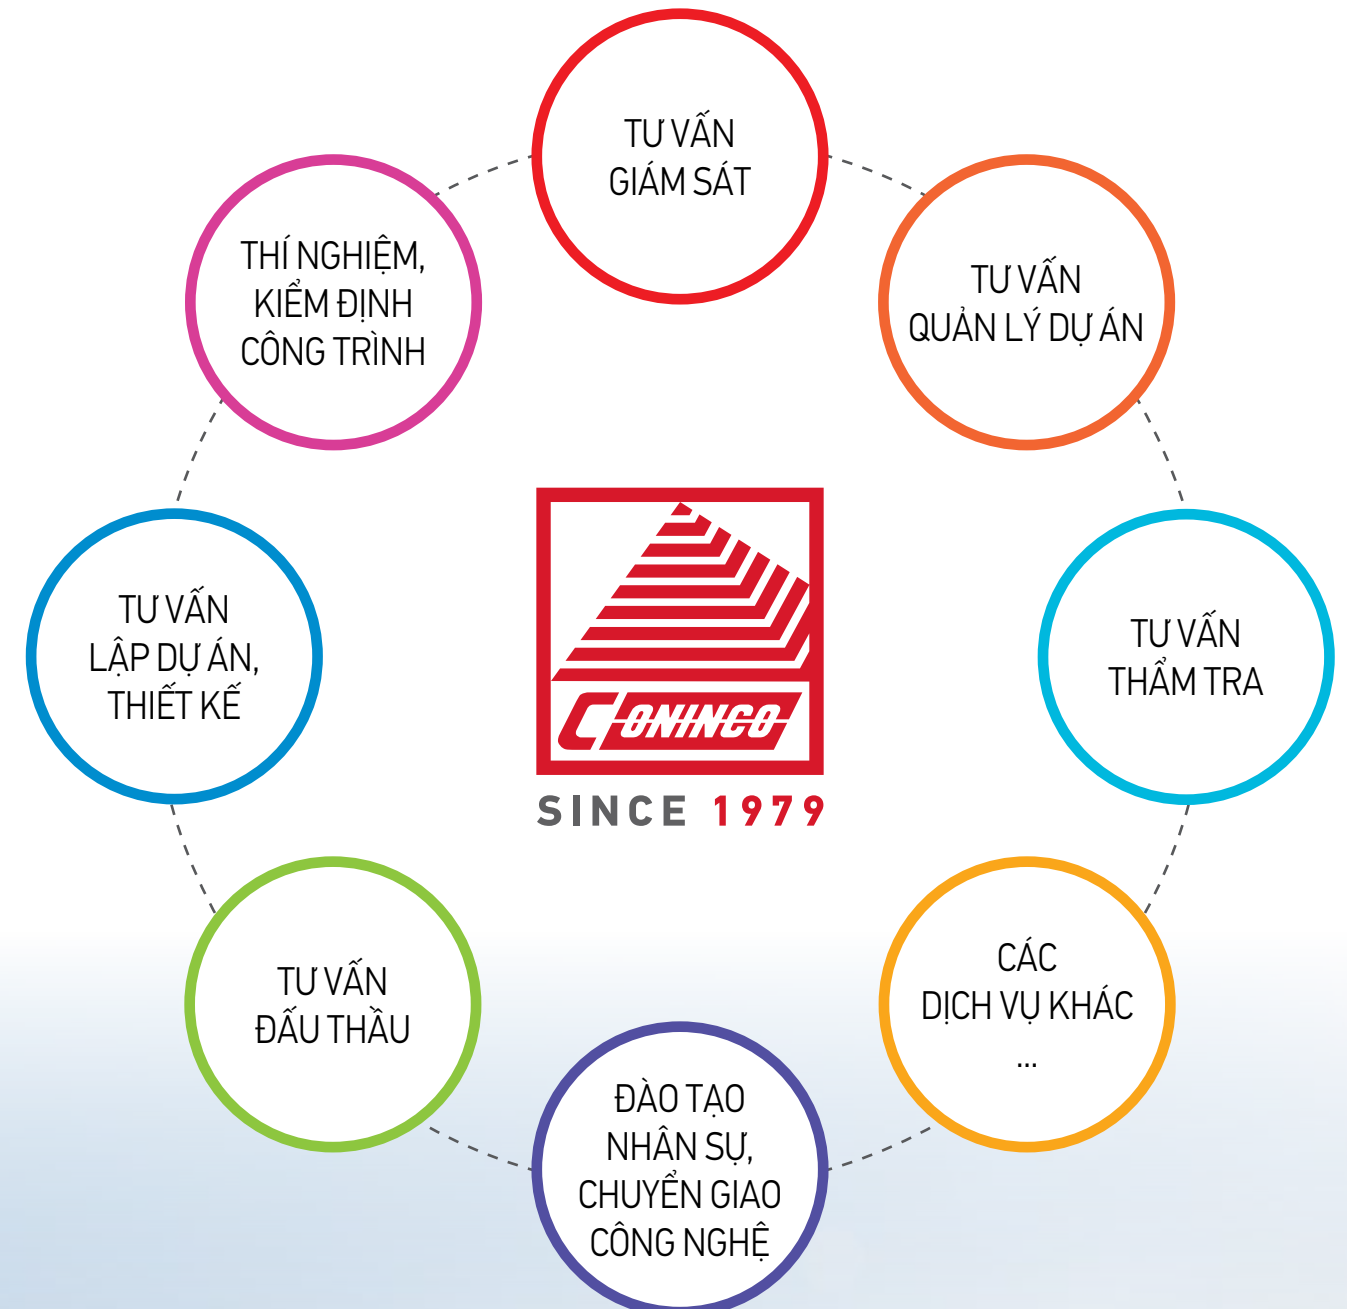 TƯ VẤN
GIÁM SÁT
TƯ VẤN
QUẢN LÝ DỰ ÁN
TƯ VẤN
THẨM TRA
CÁC
DỊCH VỤ KHÁC
...
ĐÀO TẠO
NHÂN SỰ,
CHUYỂN GIAO
CÔNG NGHỆ
TƯ VẤN
ĐẤU THẦU
TƯ VẤN
LẬP DỰ ÁN,
THIẾT KẾ
THÍ NGHIỆM,
KIỂM ĐỊNH
CÔNG TRÌNH
CONINCO
SINCE 1979